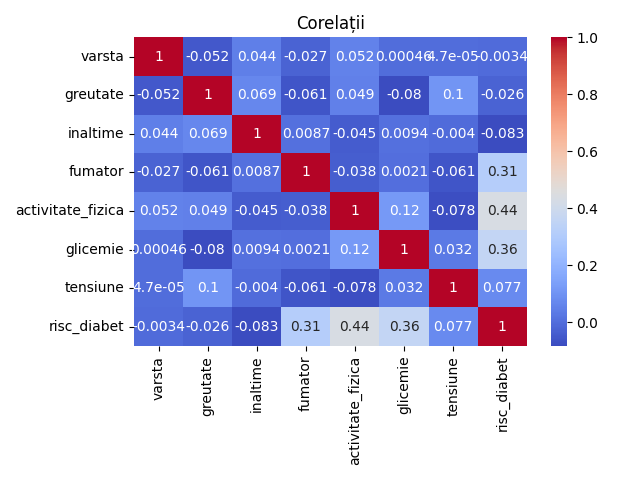 Corelații
varsta 1 -0.052 0.044 -0.027 0.052 0.00046 4.7e-05 -0.0034
greutate -0.052 1 0.069 -0.061 0.049 -0.08 0.1 -0.026
inaltime 0.044 0.069 1 0.0087 -0.045 0.0094 -0.004 -0.083
fumator -0.027 -0.061 0.0087 1 -0.038 0.0021 -0.061 0.31
activitate_fizica 0.052 0.049 -0.045 -0.038 1 0.12 -0.078 0.44
glicemie 0.00046 -0.08 0.0094 0.0021 0.12 1 0.032 0.36
tensiune 4.7e-05 0.1 -0.004 -0.061 -0.078 0.032 1 0.077
risc_diabet -0.0034 -0.026 -0.083 0.31 0.44 0.36 0.077 1
varsta greutate inaltime fumator activitate_fizica glicemie tensiune risc_diabet
1.0
0.8
0.6
0.4
0.2
0.0